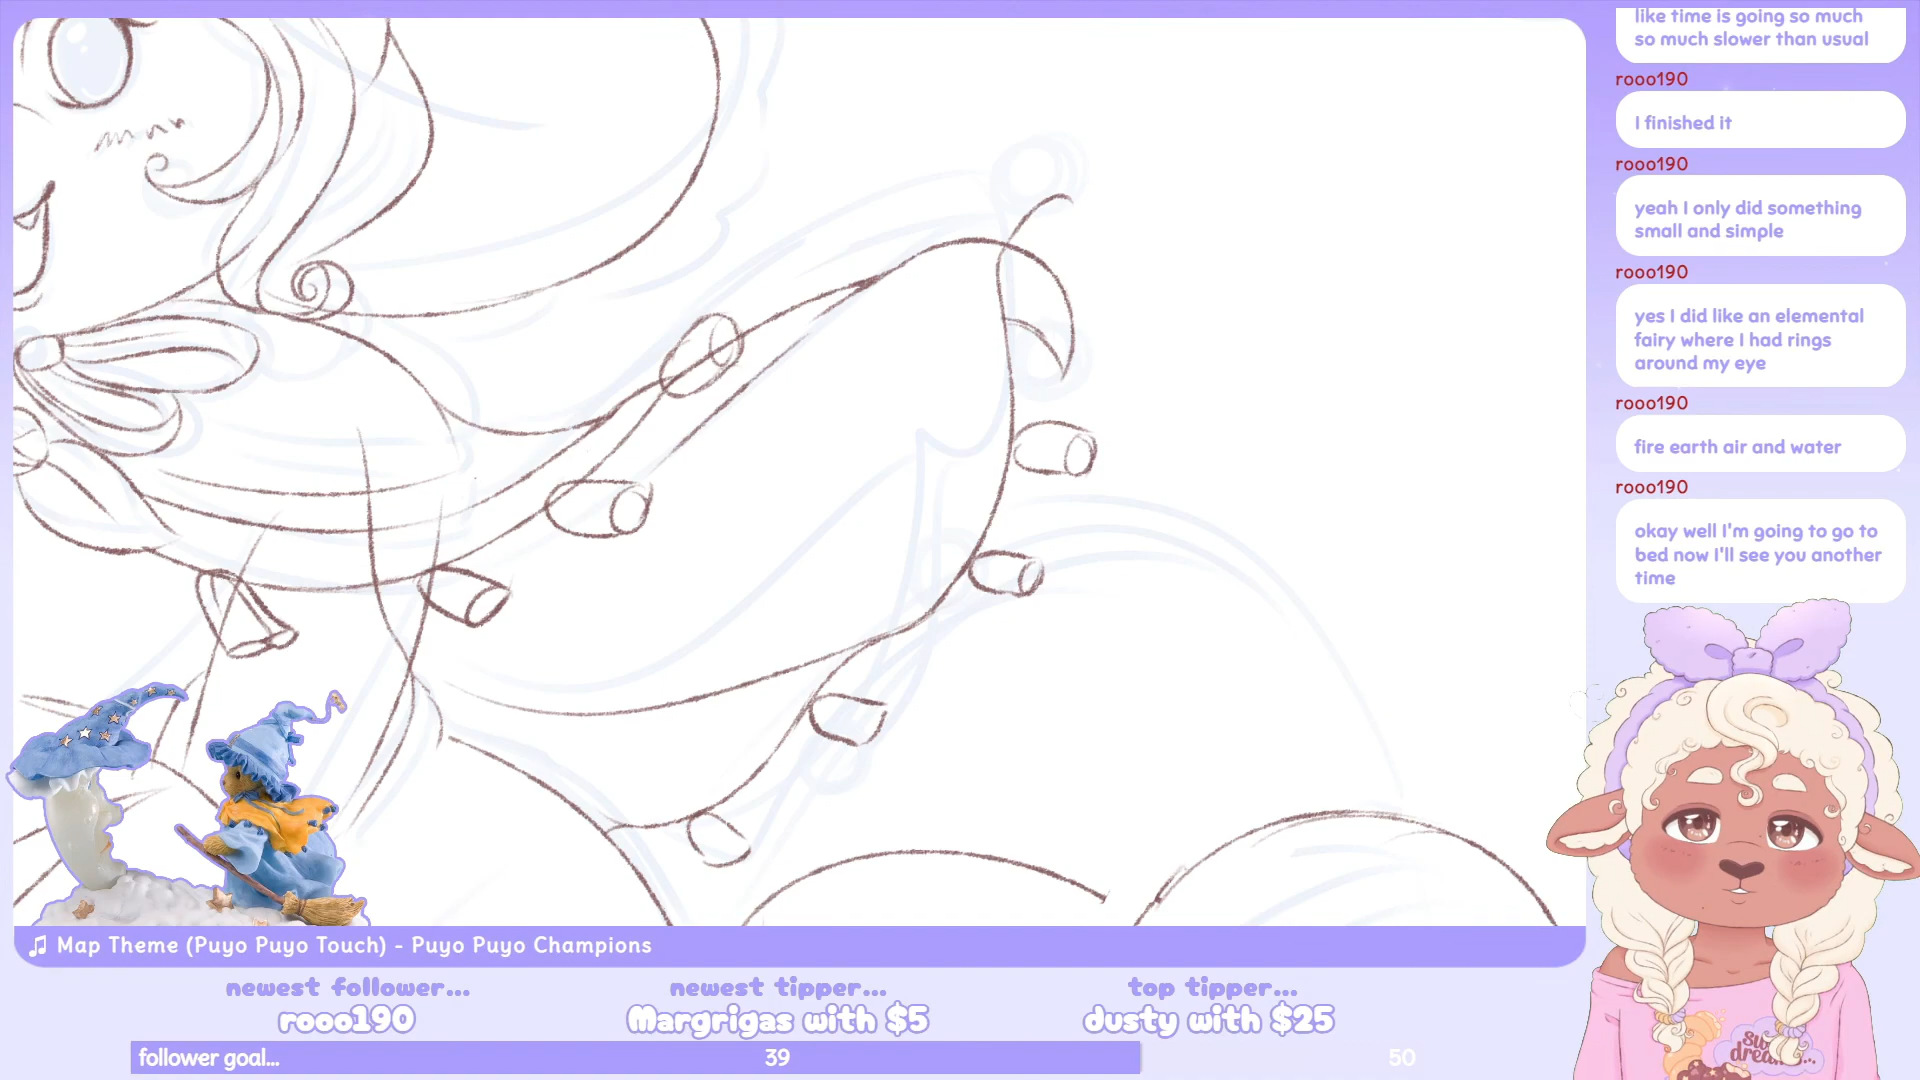 like time is going so much
so much slower than usual
rooo190
I finished it
rooo190
yeah I only did something
small and simple
rooo190
yes I did like an elemental
fairy where I had rings
around my eye
rooo190
fire earth air and water
rooo190
okay well I'm going to go to
bed now I'll see you another
time
Map Theme (Puyo Puyo Touch) - Puyo Puyo Champions
newest follower...
rooo190
newest tipper...
Margrigas with $5
top tipper...
dusty with $25
follower goal...
39
50